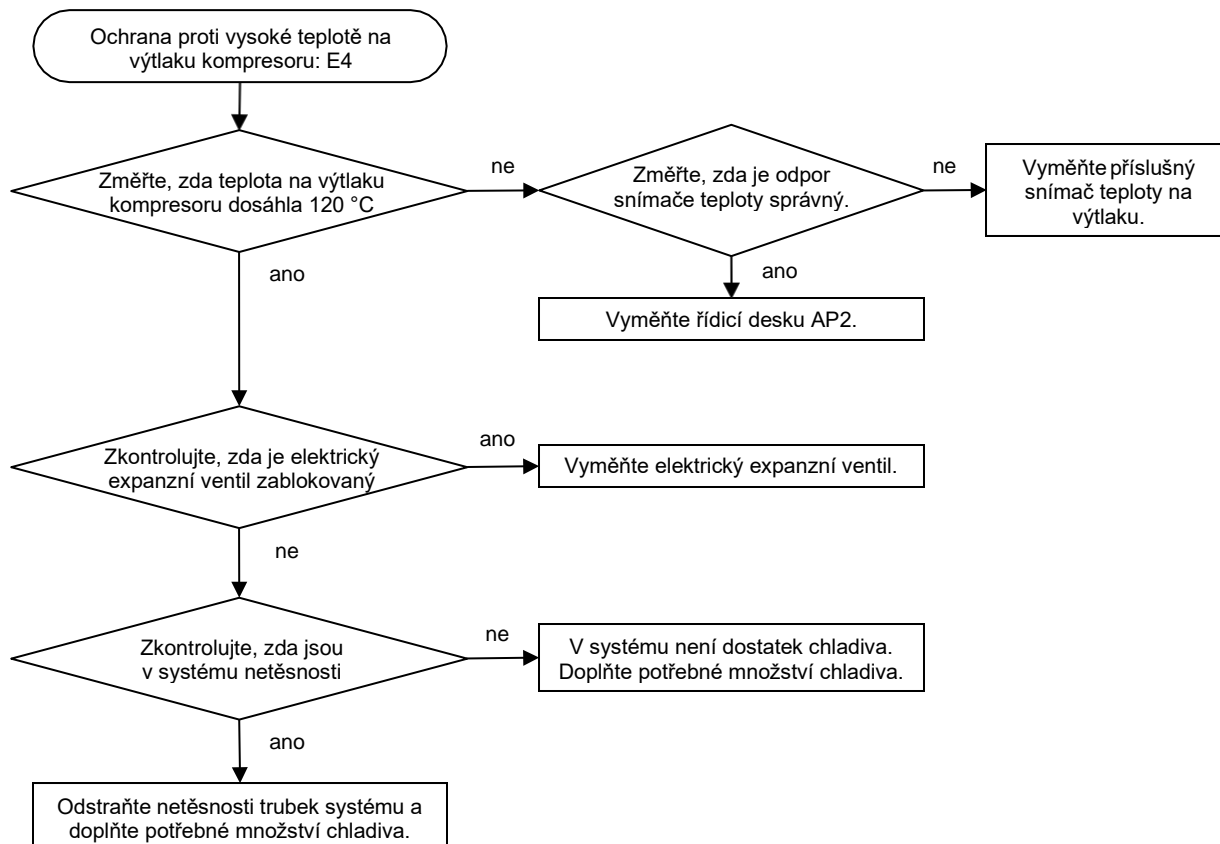 Ochrana proti vysoké teplotě na
výtlaku kompresoru: E4
Změřte, zda teplota na výtlaku
kompresoru dosáhla 120 °C
ne
Změřte, zda je odpor
snímače teploty správný.
ne
Vyměňte příslušný
snímač teploty na
výtlaku.
ano
ano
Vyměňte řídicí desku AP2.
Zkontrolujte, zda je elektrický
expanzní ventil zablokovaný
ano
Vyměňte elektrický expanzní ventil.
ne
Zkontrolujte, zda jsou
v systému netěsnosti
ne
V systému není dostatek chladiva.
Doplňte potřebné množství chladiva.
ano
Odstraňte netěsnosti trubek systému a
doplňte potřebné množství chladiva.